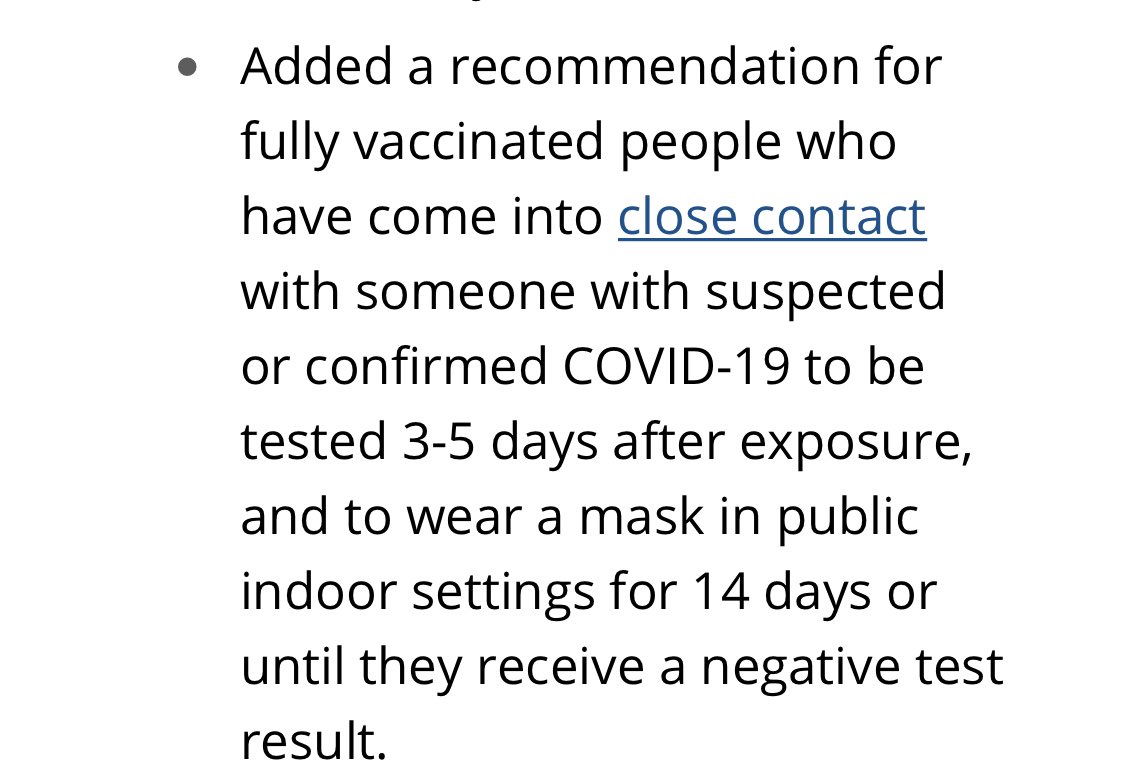 • Added a recommendation for
fully vaccinated people who
have come into close contact
with someone with suspected
or confirmed COVID-19 to be
tested 3-5 days after exposure,
and to wear a mask in public
indoor settings for 14 days or
until they receive a negative test
result.